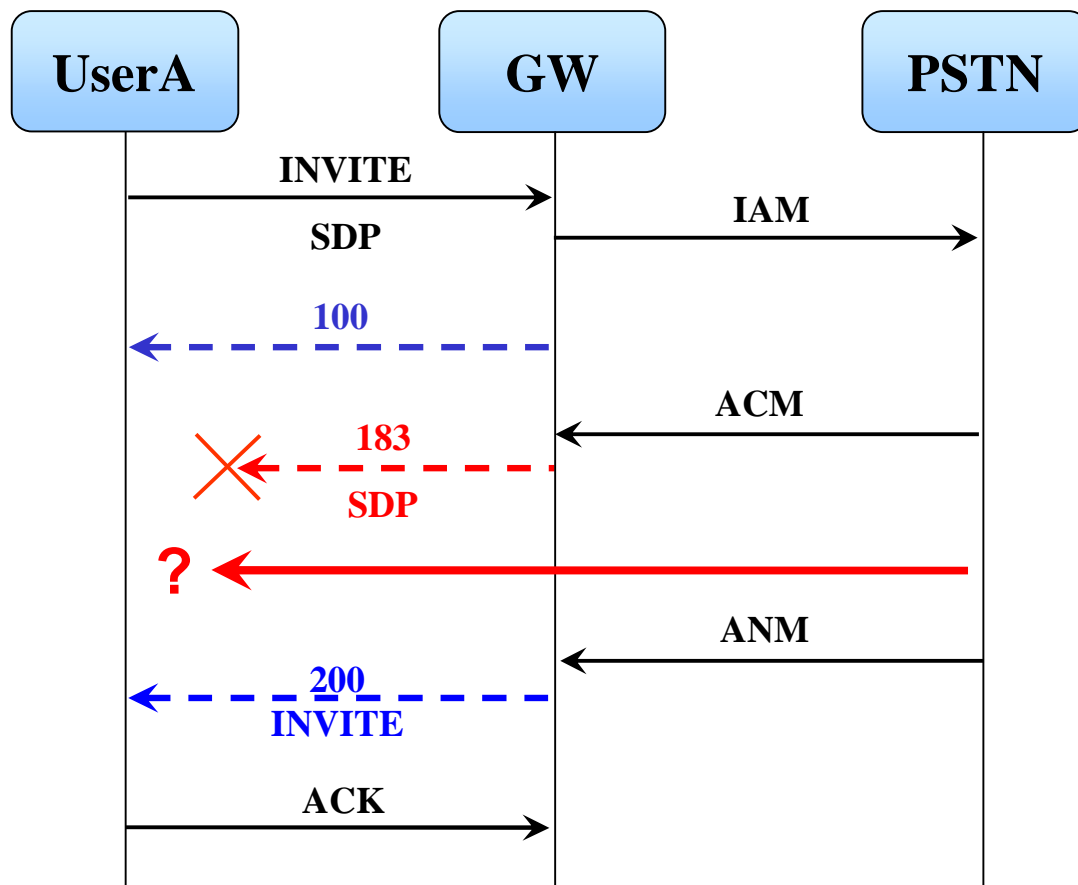 UserA
GW
PSTN
INVITE
SDP
IAM
100
ACM
183
SDP
?
ANM
200
INVITE
ACK